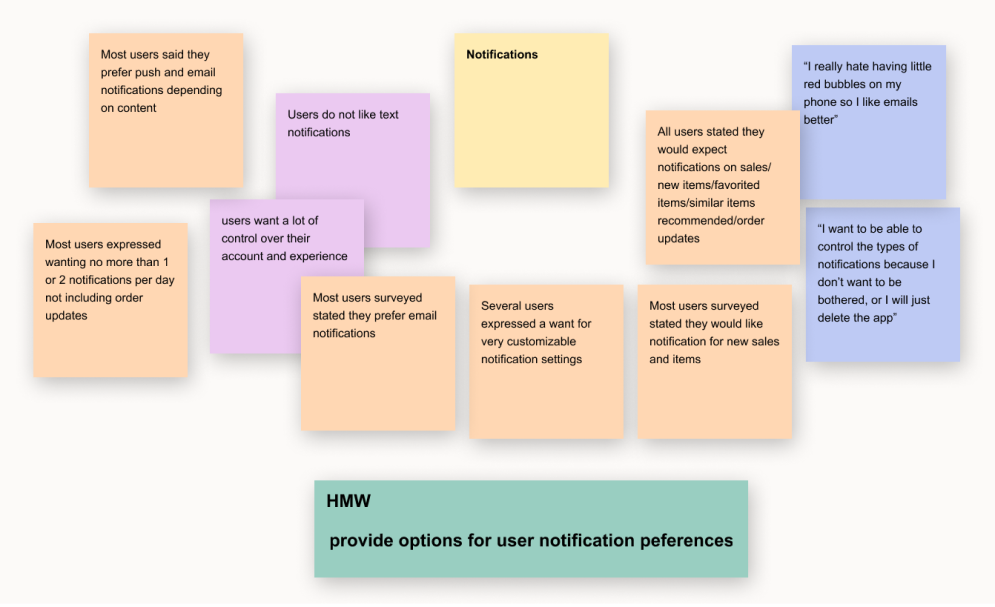 Most users said they
prefer push and email
notifications depending
on content
Users do not like text
notifications
Notifications
“I really hate having little
red bubbles on my
phone so I like emails
better”
All users stated they
would expect
notifications on sales/
new items/favorited
items/similar items
recommended/order
updates
users want a lot of
control over their
account and experience
Most users expressed
wanting no more than 1
or 2 notifications per day
not including order
updates
“I want to be able to
control the types of
notifications because I
don’t want to be
bothered, or I will just
delete the app”
Most users surveyed
stated they prefer email
notifications
Several users
expressed a want for
very customizable
notification settings
Most users surveyed
stated they would like
notification for new sales
and items
HMW
provide options for user notification peferences